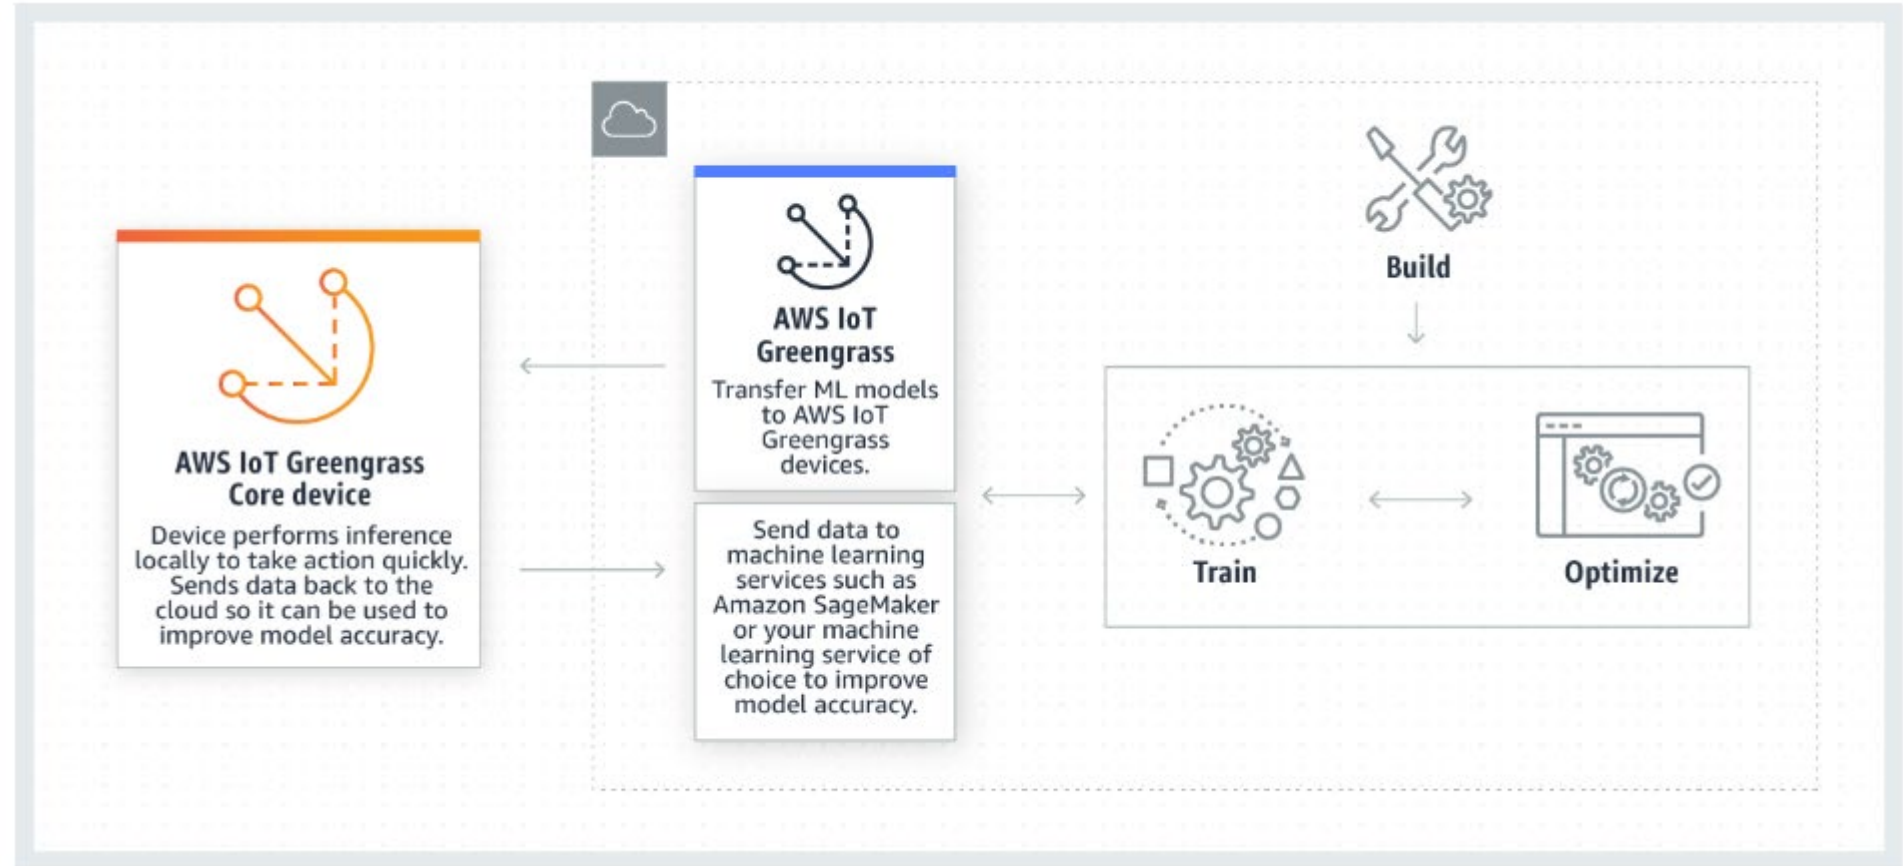 AWS IoT Greengrass
Core device
Device performs inference
locally to take action quickly.
Sends data back to the
cloud so it can be used to
improve model accuracy.
AWS IoT
Greengrass
Transfer ML models
to AWS IoT
Greengrass
devices.
Send data to
machine learning
services such as
Amazon SageMaker
or your machine
learning service of
choice to improve
model accuracy.
Build
Train
Optimize